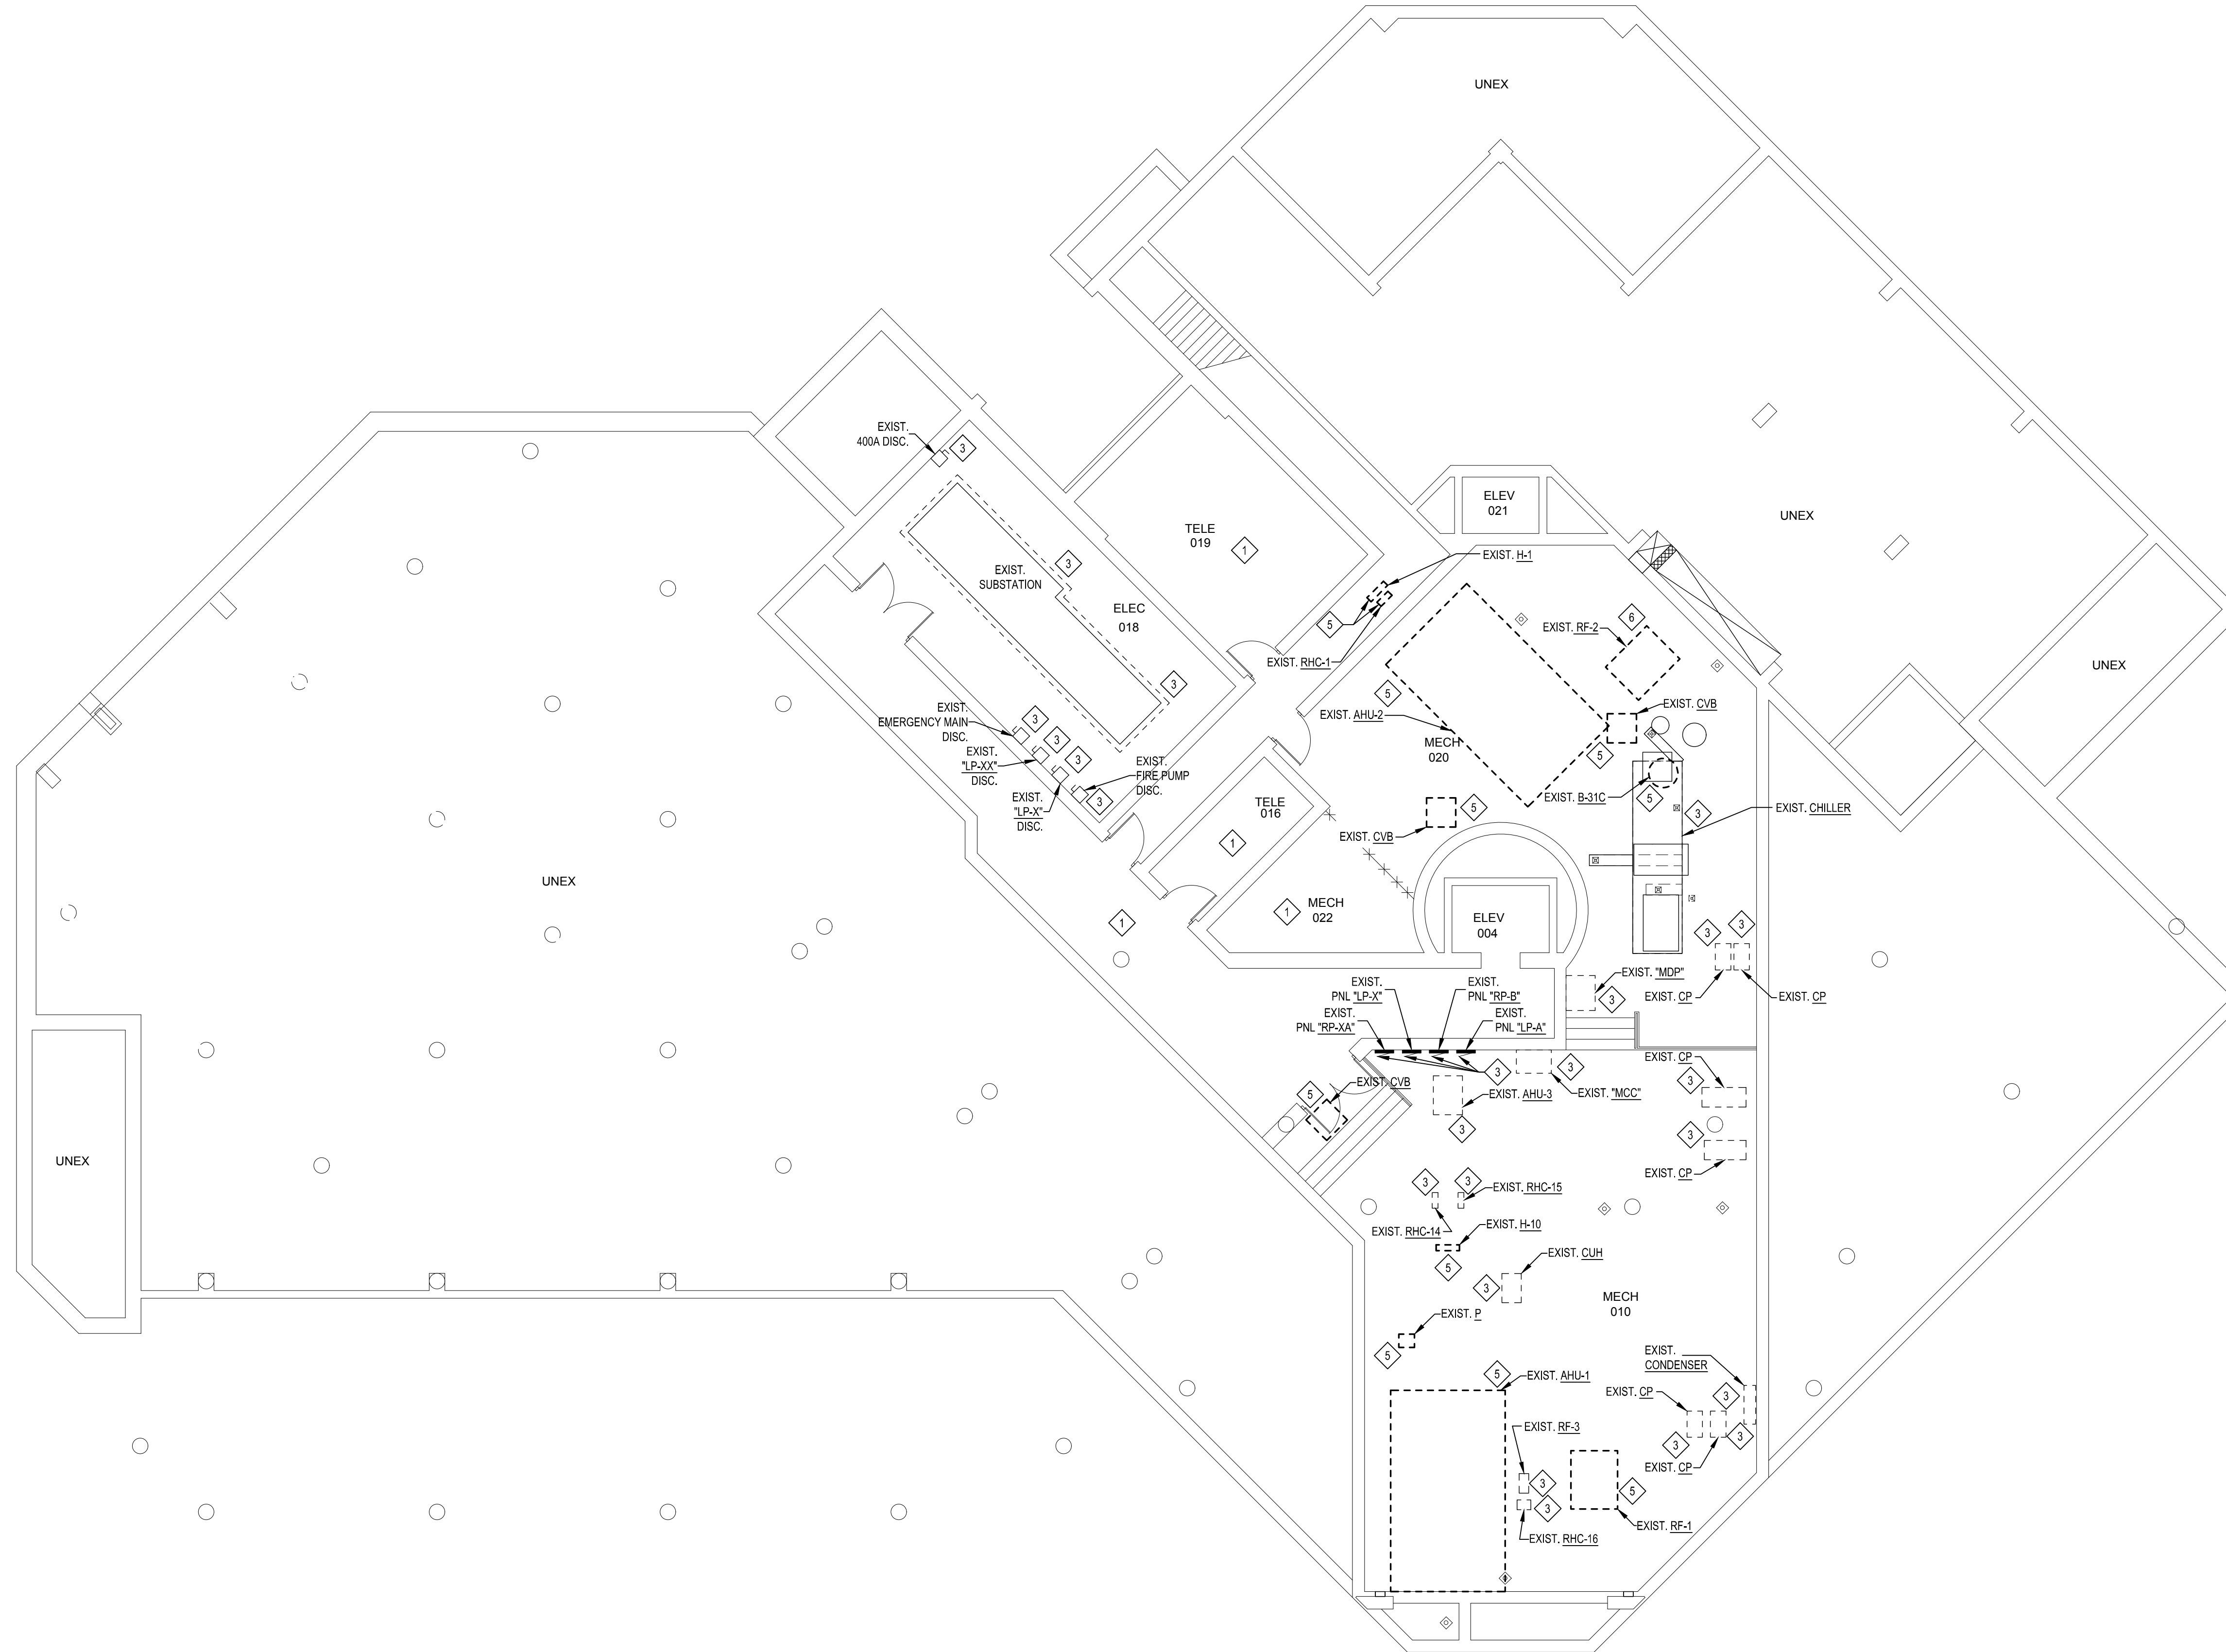 UNEX
EXIST.
400A DISC.
3
EXIST.
SUBSTATION
3
ELEC
018
3
TELE
019
1
ELEV
021
UNEX
EXIST. H-1
5
EXIST. RHC-1
EXIST. RF-2
6
UNEX
5
EXIST. AHU-2
MECH
020
EXIST. CVB
5
EXIST.
EMERGENCY MAIN
DISC.
3
EXIST.
"LP-XX"
DISC.
3
EXIST.
"LP-X"
DISC.
3
EXIST.
FIRE PUMP
DISC.
3
TELE
016
1
EXIST. CVB
5
EXIST. B-31C
5
3
EXIST. CHILLER
UNEX
1
1
MECH
022
ELEV
004
3
3
EXIST. CP
EXIST. CP
EXIST. "MDP"
3
EXIST.
PNL "LP-X"
EXIST.
PNL "RP-B"
EXIST.
PNL "RP-XA"
EXIST.
PNL "LP-A"
3
3
EXIST. "MCC"
EXIST. CVB
5
EXIST. AHU-3
3
EXIST. CP
3
3
EXIST. CP
UNEX
3
3
EXIST. RHC-15
EXIST. RHC-14
EXIST. H-10
5
EXIST. CUH
3
MECH
010
EXIST. P
5
5
EXIST. AHU-1
EXIST.
CONDENSER
3
EXIST. CP
3
3
EXIST. CP
EXIST. RF-3
3
3
EXIST. RHC-16
5
EXIST. RF-1